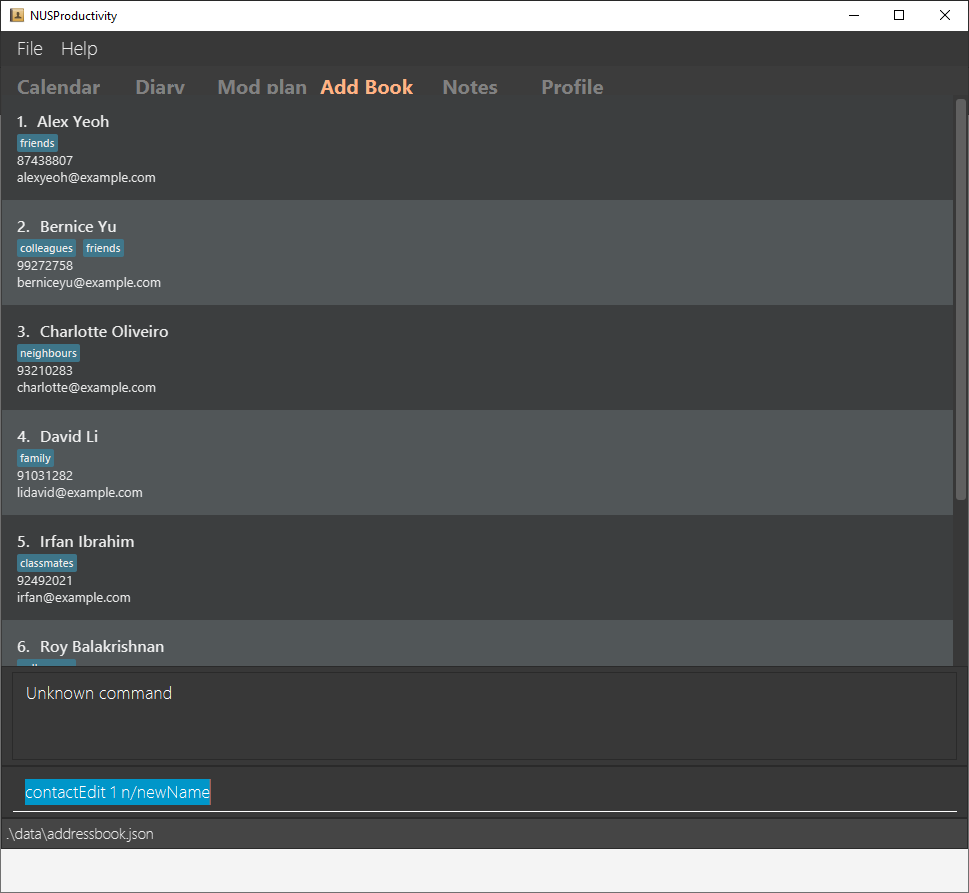 NUSProductivity
File Help
Calendar Diary Mod plan Add Book Notes Profile
1. Alex Yeoh
friends
87438807
alexyeoh@example.com
2. Bernice Yu
colleagues friends
99272758
berniceyu@example.com
3. Charlotte Oliveiro
neighbours
93210283
charlotte@example.com
4. David Li
family
91031282
lidavid@example.com
5. Irfan Ibrahim
classmates
92492021
irfan@example.com
6. Roy Balakrishnan
Unknown command
contactEdit 1 n/newName
.\data\addressbook.json